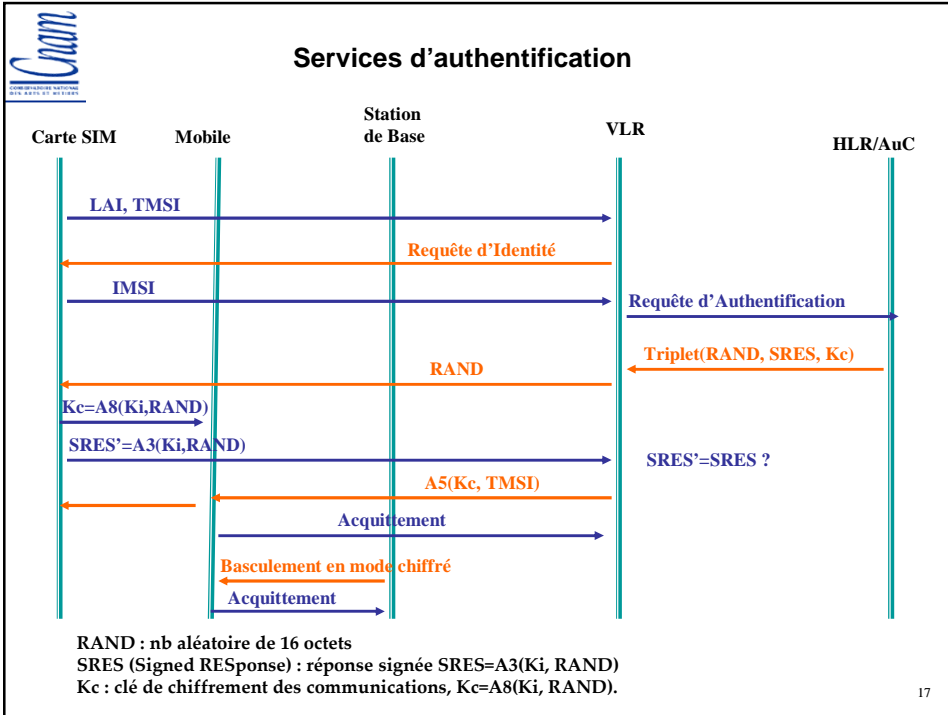 Cnam
CONSERVATOIRE NATIONAL
DES ARTS ET METIERS
Services d'authentification
Carte SIM
Mobile
Station
de Base
VLR
HLR/AuC
LAI, TMSI
Requête d'Identité
IMSI
Requête d'Authentification
Triplet(RAND, SRES, Kc)
RAND
Kc=A8(Ki,RAND)
SRES'=A3(Ki,RAND)
SRES'=SRES ?
A5(Kc, TMSI)
Acquittement
Basculement en mode chiffré
Acquittement
RAND : nb aléatoire de 16 octets
SRES (Signed RESponse) : réponse signée SRES=A3(Ki, RAND)
Kc : clé de chiffrement des communications, Kc=A8(Ki, RAND).
17